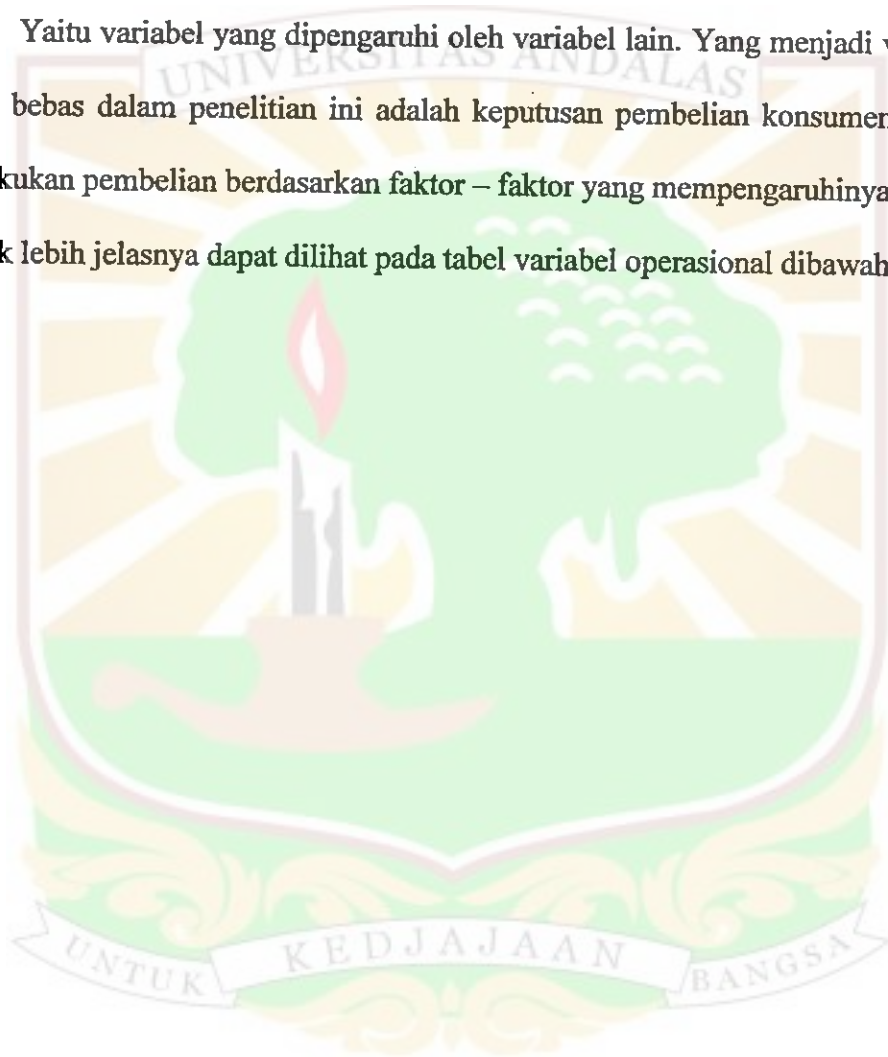 Yaitu variabel yang dipengaruhi oleh variabel lain. Yang menjadi v
UNIVERSITAS ANDALAS
bebas dalam penelitian ini adalah keputusan pembelian konsumen
kukan pembelian berdasarkan faktor – faktor yang mempengaruhinya
k lebih jelasnya dapat dilihat pada tabel variabel operasional dibawah
UNTUK KEDJAJAAN BANGSA